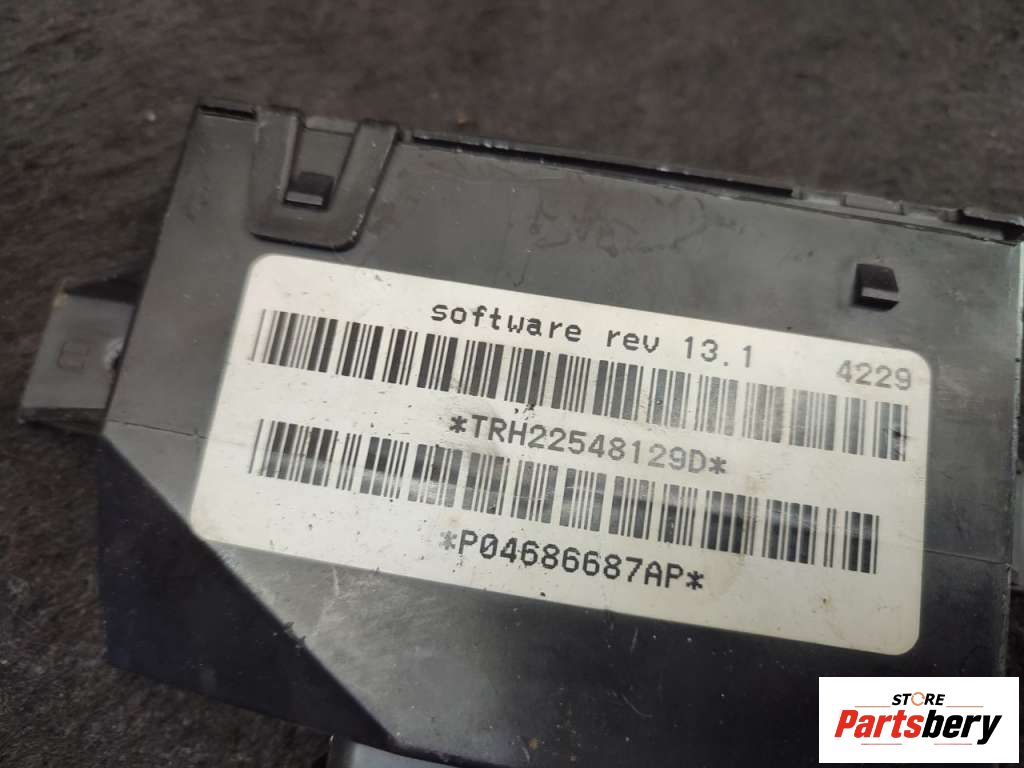 software rev 13.1 4229
*TRH22548129D*
*P04686687AP*
STORE
Partsbery